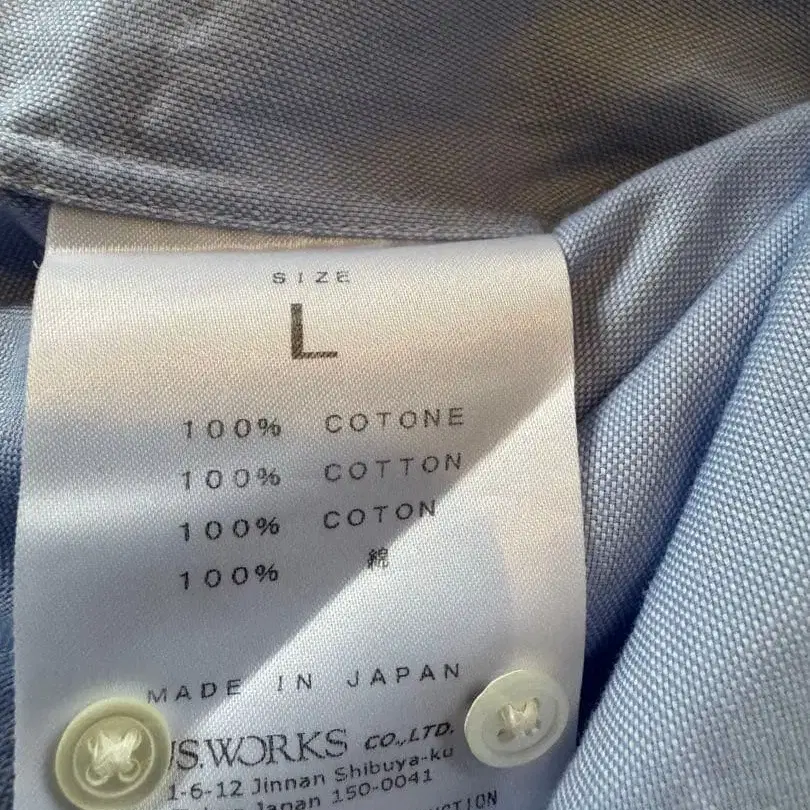 SIZE
L
100% COTONE
100% COTTON
100% COTON
100% 綿
MADE IN JAPAN
S.WORKS CO.,LTD.
1-6-12 Jinnan Shibuya-ku
Japan 150-0041